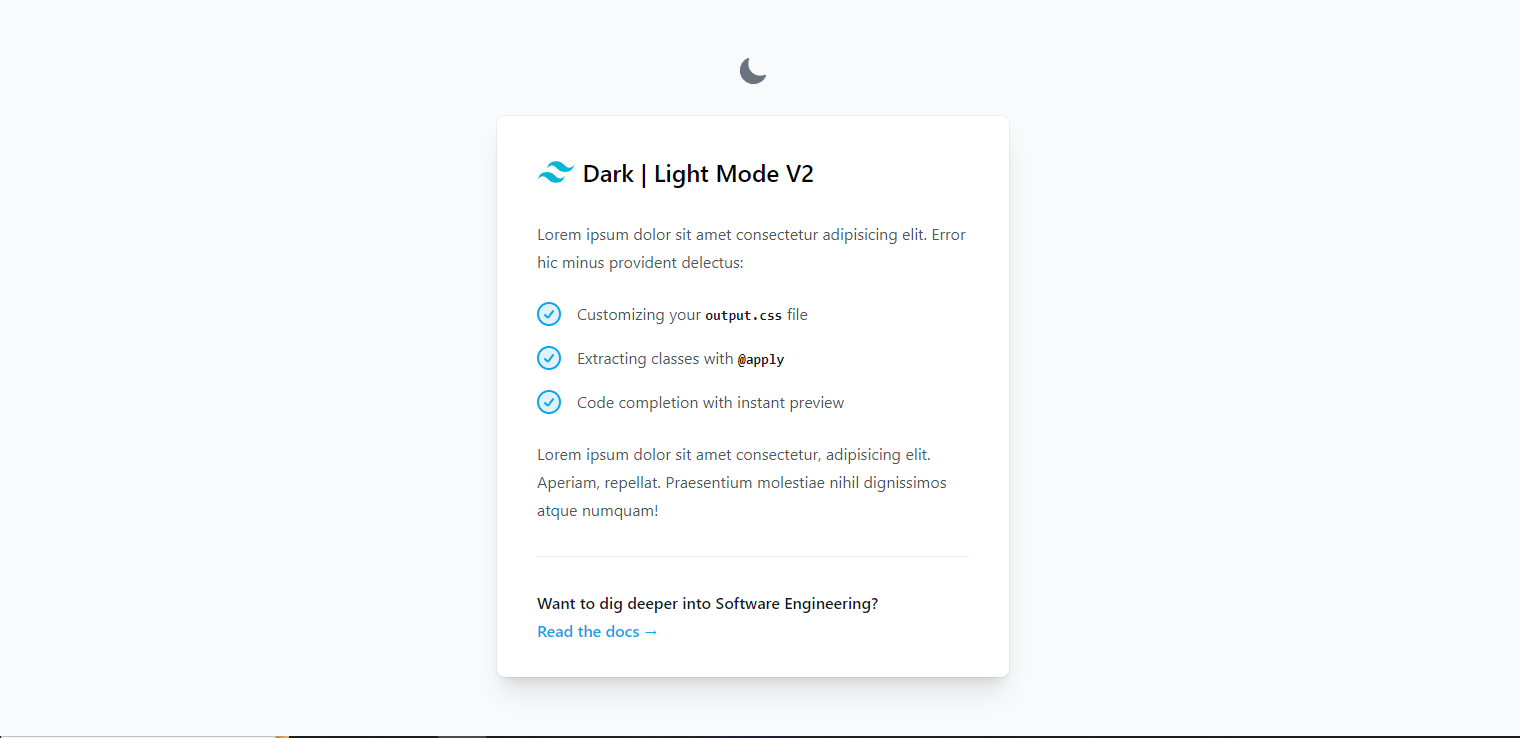 Dark | Light Mode V2
Lorem ipsum dolor sit amet consectetur adipisicing elit. Error
hic minus provident delectus:
Customizing your output.css file
Extracting classes with @apply
Code completion with instant preview
Lorem ipsum dolor sit amet consectetur, adipisicing elit.
Aperiam, repellat. Praesentium molestiae nihil dignissimos
atque numquam!
Want to dig deeper into Software Engineering?
Read the docs →